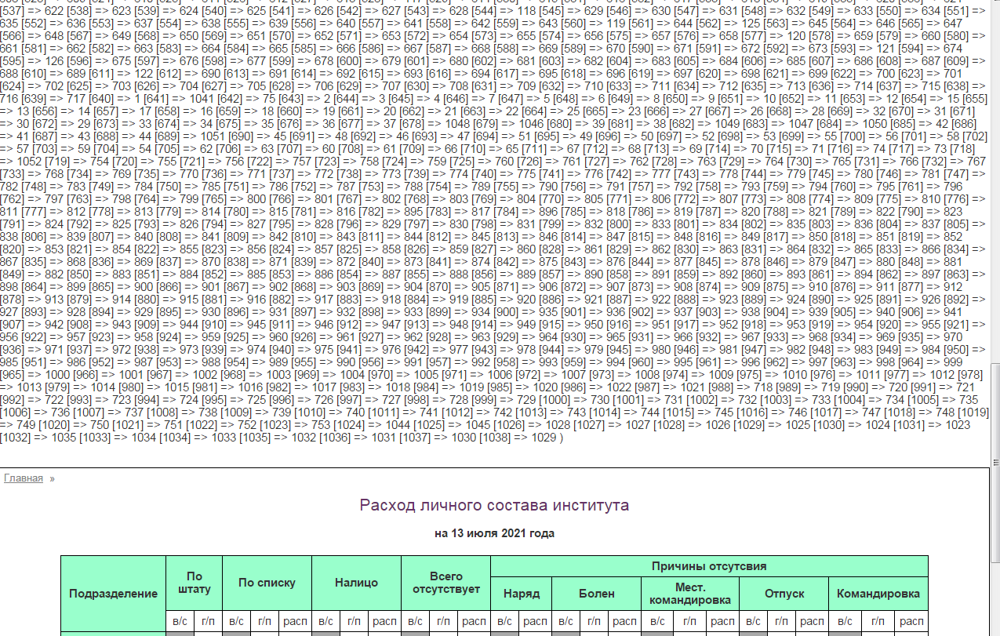 [537] => 622 [538] => 623 [539] => 624 [540] => 625 [541] => 626 [542] => 627 [543] => 628 [544] => 118 [545] => 629 [546] => 630 [547] => 631 [548] => 632 [549] => 633 [550] => 634 [551] =>
635 [552] => 636 [553] => 637 [554] => 638 [555] => 639 [556] => 640 [557] => 641 [558] => 642 [559] => 643 [560] => 119 [561] => 644 [562] => 125 [563] => 645 [564] => 646 [565] => 647
[566] => 648 [567] => 649 [568] => 650 [569] => 651 [570] => 652 [571] => 653 [572] => 654 [573] => 655 [574] => 656 [575] => 657 [576] => 658 [577] => 120 [578] => 659 [579] => 660 [580] =>
661 [581] => 662 [582] => 663 [583] => 664 [584] => 665 [585] => 666 [586] => 667 [587] => 668 [588] => 669 [589] => 670 [590] => 671 [591] => 672 [592] => 673 [593] => 121 [594] => 674
[595] => 126 [596] => 675 [597] => 676 [598] => 677 [599] => 678 [600] => 679 [601] => 680 [602] => 681 [603] => 682 [604] => 683 [605] => 684 [606] => 685 [607] => 686 [608] => 687 [609] =>
688 [610] => 689 [611] => 122 [612] => 690 [613] => 691 [614] => 692 [615] => 693 [616] => 694 [617] => 695 [618] => 696 [619] => 697 [620] => 698 [621] => 699 [622] => 700 [623] => 701
[624] => 702 [625] => 703 [626] => 704 [627] => 705 [628] => 706 [629] => 707 [630] => 708 [631] => 709 [632] => 710 [633] => 711 [634] => 712 [635] => 713 [636] => 714 [637] => 715 [638] =>
716 [639] => 717 [640] => 1 [641] => 1041 [642] => 75 [643] => 2 [644] => 3 [645] => 4 [646] => 7 [647] => 5 [648] => 6 [649] => 8 [650] => 9 [651] => 10 [652] => 11 [653] => 12 [654] => 15 [655]
=> 13 [656] => 14 [657] => 17 [658] => 16 [659] => 18 [660] => 19 [661] => 20 [662] => 21 [663] => 22 [664] => 25 [665] => 23 [666] => 27 [667] => 26 [668] => 28 [669] => 32 [670] => 31 [671]
=> 30 [672] => 29 [673] => 33 [674] => 34 [675] => 35 [676] => 36 [677] => 37 [678] => 1048 [679] => 1046 [680] => 39 [681] => 38 [682] => 1049 [683] => 1047 [684] => 1050 [685] => 42 [686]
=> 41 [687] => 43 [688] => 44 [689] => 1051 [690] => 45 [691] => 48 [692] => 46 [693] => 47 [694] => 51 [695] => 49 [696] => 50 [697] => 52 [698] => 53 [699] => 55 [700] => 56 [701] => 58 [702]
=> 57 [703] => 59 [704] => 54 [705] => 62 [706] => 63 [707] => 60 [708] => 61 [709] => 66 [710] => 65 [711] => 67 [712] => 68 [713] => 69 [714] => 70 [715] => 71 [716] => 74 [717] => 73 [718]
=> 1052 [719] => 754 [720] => 755 [721] => 756 [722] => 757 [723] => 758 [724] => 759 [725] => 760 [726] => 761 [727] => 762 [728] => 763 [729] => 764 [730] => 765 [731] => 766 [732] => 767
[733] => 768 [734] => 769 [735] => 770 [736] => 771 [737] => 772 [738] => 773 [739] => 774 [740] => 775 [741] => 776 [742] => 777 [743] => 778 [744] => 779 [745] => 780 [746] => 781 [747] =>
782 [748] => 783 [749] => 784 [750] => 785 [751] => 786 [752] => 787 [753] => 788 [754] => 789 [755] => 790 [756] => 791 [757] => 792 [758] => 793 [759] => 794 [760] => 795 [761] => 796
[762] => 797 [763] => 798 [764] => 799 [765] => 800 [766] => 801 [767] => 802 [768] => 803 [769] => 804 [770] => 805 [771] => 806 [772] => 807 [773] => 808 [774] => 809 [775] => 810 [776] =>
811 [777] => 812 [778] => 813 [779] => 814 [780] => 815 [781] => 816 [782] => 895 [783] => 817 [784] => 896 [785] => 818 [786] => 819 [787] => 820 [788] => 821 [789] => 822 [790] => 823
[791] => 824 [792] => 825 [793] => 826 [794] => 827 [795] => 828 [796] => 829 [797] => 830 [798] => 831 [799] => 832 [800] => 833 [801] => 834 [802] => 835 [803] => 836 [804] => 837 [805] =>
838 [806] => 839 [807] => 840 [808] => 841 [809] => 842 [810] => 843 [811] => 844 [812] => 845 [813] => 846 [814] => 847 [815] => 848 [816] => 849 [817] => 850 [818] => 851 [819] => 852
[820] => 853 [821] => 854 [822] => 855 [823] => 856 [824] => 857 [825] => 858 [826] => 859 [827] => 860 [828] => 861 [829] => 862 [830] => 863 [831] => 864 [832] => 865 [833] => 866 [834] =>
867 [835] => 868 [836] => 869 [837] => 870 [838] => 871 [839] => 872 [840] => 873 [841] => 874 [842] => 875 [843] => 876 [844] => 877 [845] => 878 [846] => 879 [847] => 880 [848] => 881
[849] => 882 [850] => 883 [851] => 884 [852] => 885 [853] => 886 [854] => 887 [855] => 888 [856] => 889 [857] => 890 [858] => 891 [859] => 892 [860] => 893 [861] => 894 [862] => 897 [863] =>
898 [864] => 899 [865] => 900 [866] => 901 [867] => 902 [868] => 903 [869] => 904 [870] => 905 [871] => 906 [872] => 907 [873] => 908 [874] => 909 [875] => 910 [876] => 911 [877] => 912
[878] => 913 [879] => 914 [880] => 915 [881] => 916 [882] => 917 [883] => 918 [884] => 919 [885] => 920 [886] => 921 [887] => 922 [888] => 923 [889] => 924 [890] => 925 [891] => 926 [892] =>
927 [893] => 928 [894] => 929 [895] => 930 [896] => 931 [897] => 932 [898] => 933 [899] => 934 [900] => 935 [901] => 936 [902] => 937 [903] => 938 [904] => 939 [905] => 940 [906] => 941
[907] => 942 [908] => 943 [909] => 944 [910] => 945 [911] => 946 [912] => 947 [913] => 948 [914] => 949 [915] => 950 [916] => 951 [917] => 952 [918] => 953 [919] => 954 [920] => 955 [921] =>
956 [922] => 957 [923] => 958 [924] => 959 [925] => 960 [926] => 961 [927] => 962 [928] => 963 [929] => 964 [930] => 965 [931] => 966 [932] => 967 [933] => 968 [934] => 969 [935] => 970
[936] => 971 [937] => 972 [938] => 973 [939] => 974 [940] => 975 [941] => 976 [942] => 977 [943] => 978 [944] => 979 [945] => 980 [946] => 981 [947] => 982 [948] => 983 [949] => 984 [950] =>
985 [951] => 986 [952] => 987 [953] => 988 [954] => 989 [955] => 990 [956] => 991 [957] => 992 [958] => 993 [959] => 994 [960] => 995 [961] => 996 [962] => 997 [963] => 998 [964] => 999
[965] => 1000 [966] => 1001 [967] => 1002 [968] => 1003 [969] => 1004 [970] => 1005 [971] => 1006 [972] => 1007 [973] => 1008 [974] => 1009 [975] => 1010 [976] => 1011 [977] => 1012 [978]
=> 1013 [979] => 1014 [980] => 1015 [981] => 1016 [982] => 1017 [983] => 1018 [984] => 1019 [985] => 1020 [986] => 1022 [987] => 1021 [988] => 718 [989] => 719 [990] => 720 [991] => 721
[992] => 722 [993] => 723 [994] => 724 [995] => 725 [996] => 726 [997] => 727 [998] => 728 [999] => 729 [1000] => 730 [1001] => 731 [1002] => 732 [1003] => 733 [1004] => 734 [1005] => 735
[1006] => 736 [1007] => 737 [1008] => 738 [1009] => 739 [1010] => 740 [1011] => 741 [1012] => 742 [1013] => 743 [1014] => 744 [1015] => 745 [1016] => 746 [1017] => 747 [1018] => 748 [1019]
=> 749 [1020] => 750 [1021] => 751 [1022] => 752 [1023] => 753 [1024] => 1044 [1025] => 1045 [1026] => 1028 [1027] => 1027 [1028] => 1026 [1029] => 1025 [1030] => 1024 [1031] => 1023
[1032] => 1035 [1033] => 1034 [1034] => 1033 [1035] => 1032 [1036] => 1031 [1037] => 1030 [1038] => 1029 )
Главная »
Расход личного состава института
на 13 июля 2021 года
Подразделение По штату По списку Налицо Всего отсутствует Причины отсутсвия
Наряд Болен Мест. командировка Отпуск Командировка
в/с г/п в/с г/п расп в/с г/п расп в/с г/п расп в/с расп в/с г/п расп в/с г/п расп в/с г/п расп в/с г/п расп